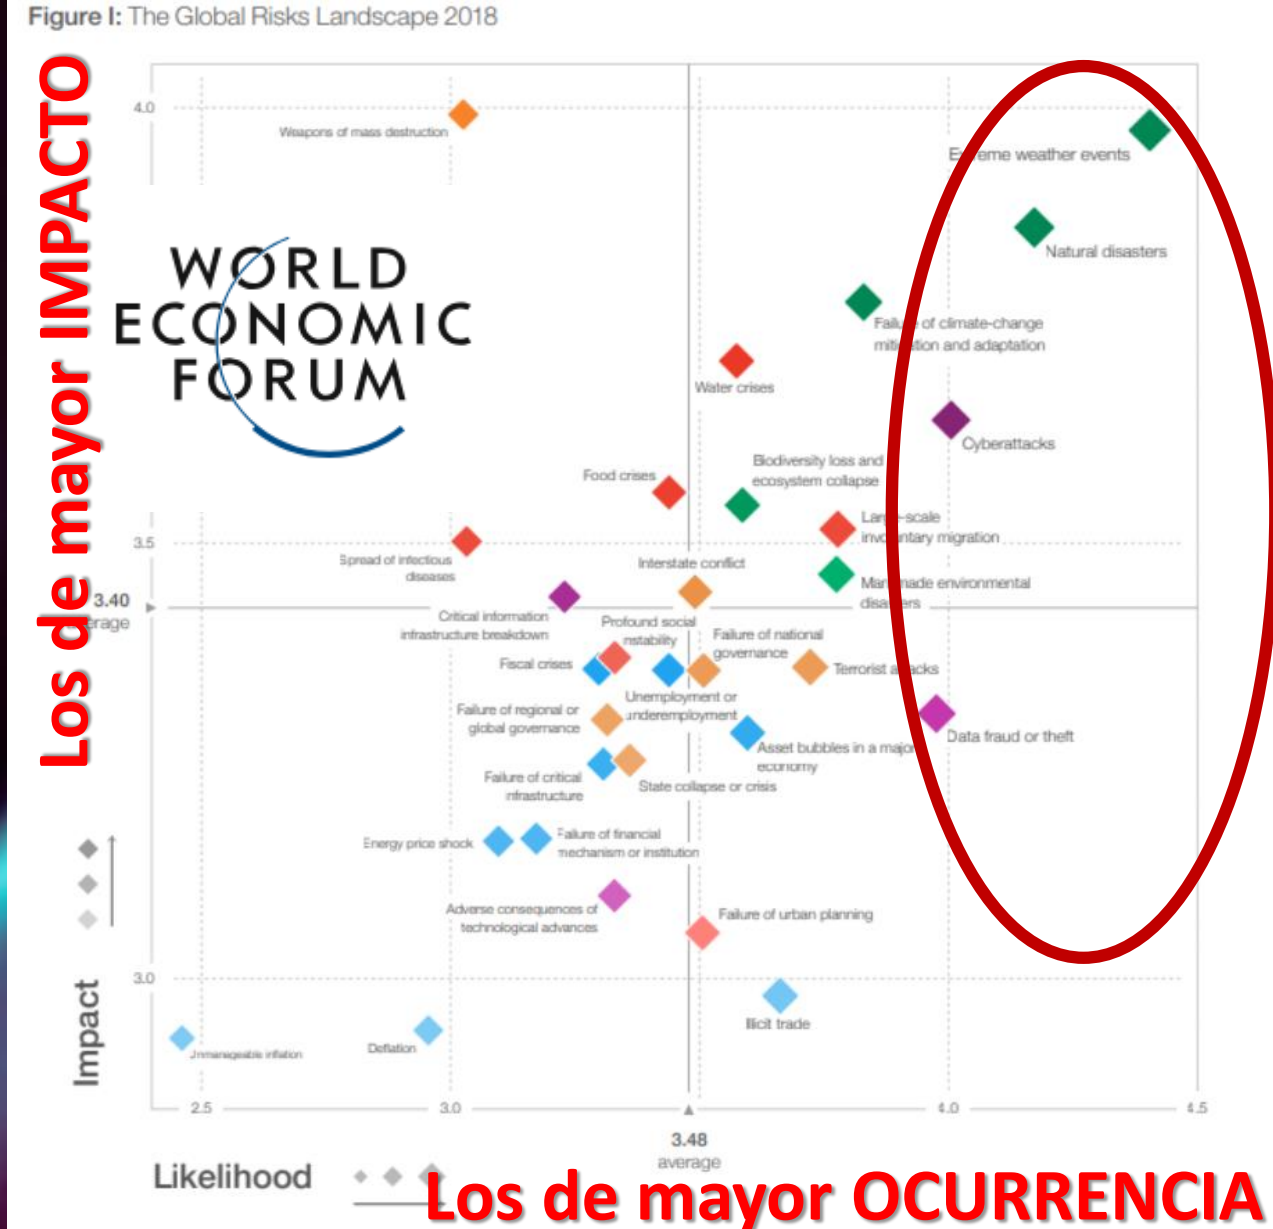 Figure I: The Global Risks Landscape 2018
Los de mayor IMPACTO
4.0
Weapons of mass destruction
Extreme weather events
Natural disasters
WORLD
ECONOMIC
FORUM
Failure of climate-change
mitigation and adaptation
Water crises
Cyberattacks
Food crises
Biodiversity loss and
ecosystem collapse
Large-scale
involuntary migration
3.5
Spread of infectious
diseases
Interstate conflict
Man-made environmental
disasters
3.40
erage
Critical information
infrastructure breakdown
Profound social
nstability
Failure of national
governance
Fiscal crises
Terrorist attacks
Unemployment or
underemployment
Failure of regional or
global governance
Data fraud or theft
Asset bubbles in a major
economy
Failure of critical
nfrastructure
State collapse or crisis
Energy price shock
Failure of financial
mechanism or institution
Adverse consequences of
technological advances
Failure of urban planning
3.0
Illicit trade
Unmanageable inflation
Deflation
Impact
2.5
3.0
4.0
4.5
3.48
average
Likelihood
Los de mayor OCURRENCIA